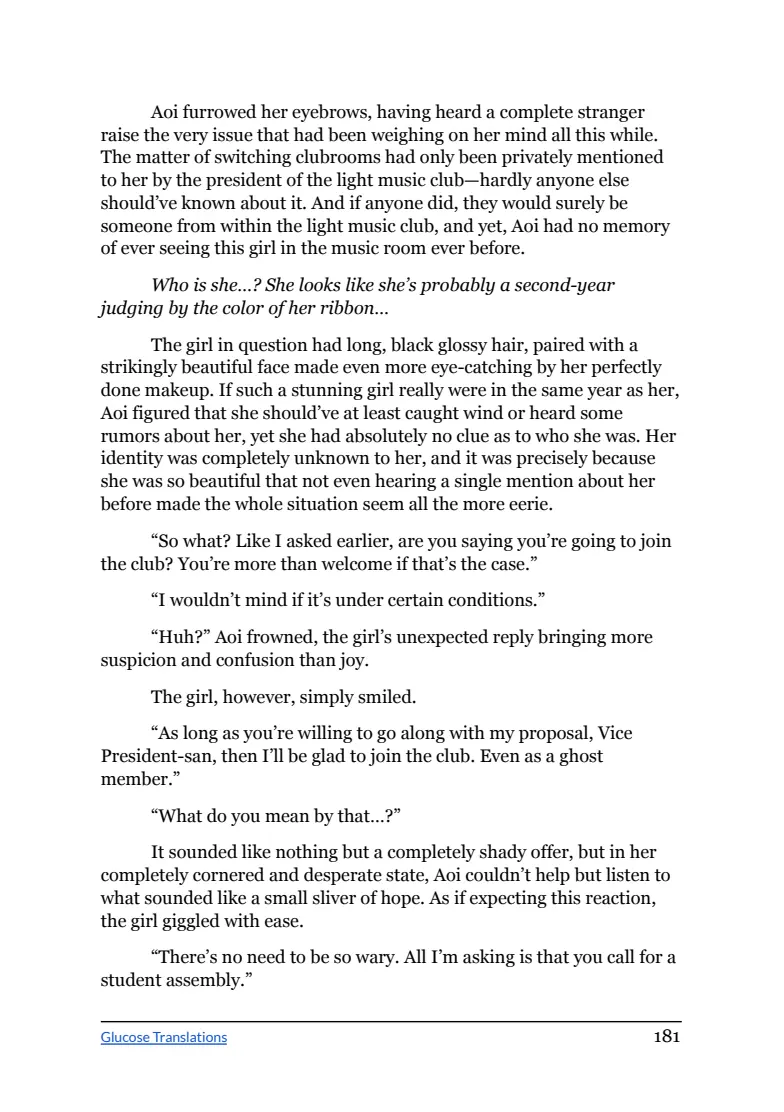 Aoi furrowed her eyebrows, having heard a complete stranger
raise the very issue that had been weighing on her mind all this while.
The matter of switching clubrooms had only been privately mentioned
to her by the president of the light music club—hardly anyone else
should’ve known about it. And if anyone did, they would surely be
someone from within the light music club, and yet, Aoi had no memory
of ever seeing this girl in the music room ever before.
Who is she...? She looks like she’s probably a second-year
judging by the color of her ribbon...
The girl in question had long, black glossy hair, paired with a
strikingly beautiful face made even more eye-catching by her perfectly
done makeup. If such a stunning girl really were in the same year as her,
Aoi figured that she should’ve at least caught wind or heard some
rumors about her, yet she had absolutely no clue as to who she was. Her
identity was completely unknown to her, and it was precisely because
she was so beautiful that not even hearing a single mention about her
before made the whole situation seem all the more eerie.
“So what? Like I asked earlier, are you saying you’re going to join
the club? You’re more than welcome if that’s the case.”
“I wouldn’t mind if it’s under certain conditions.”
“Huh?” Aoi frowned, the girl’s unexpected reply bringing more
suspicion and confusion than joy.
The girl, however, simply smiled.
“As long as you’re willing to go along with my proposal, Vice
President-san, then I’ll be glad to join the club. Even as a ghost
member.”
“What do you mean by that...?”
It sounded like nothing but a completely shady offer, but in her
completely cornered and desperate state, Aoi couldn’t help but listen to
what sounded like a small sliver of hope. As if expecting this reaction,
the girl giggled with ease.
“There’s no need to be so wary. All I’m asking is that you call for a
student assembly.”
Glucose Translations
181